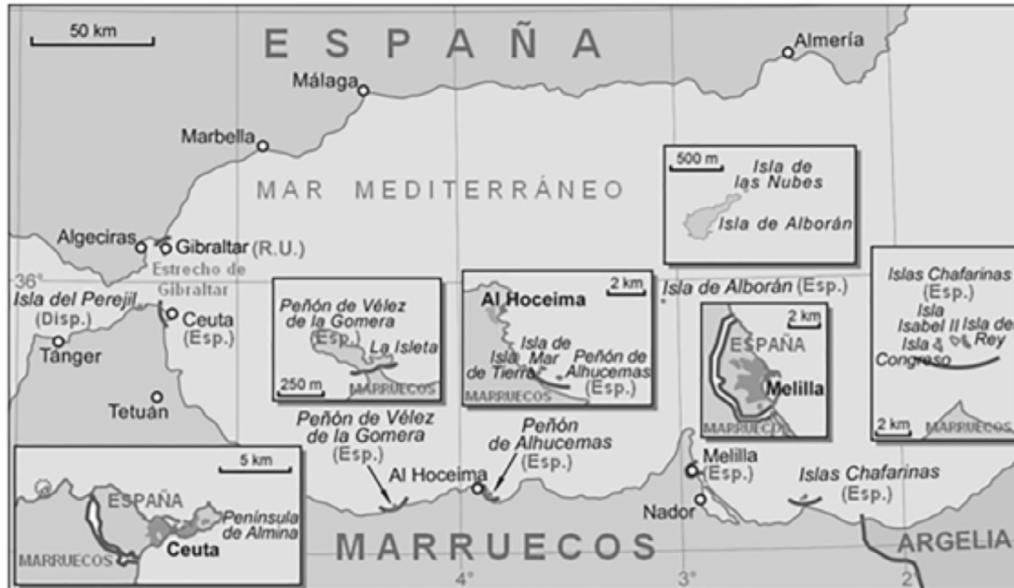 50 km
ESPAÑA
Almería
Málaga
Marbella
MAR MEDITERRÁNEO
500 m
Isla de
las Nubes
Isla de Alborán
Algeciras
Gibraltar (R.U.)
Estrecho de
Gibraltar
36°
Isla del Perejil
(Disp.)
Ceuta
(Esp.)
Tánger
Tetuán
Peñón de Vélez
de la Gomera
(Esp.)
La Isleta
250 m
MARRUECOS
2 km
Al Hoceima
Isla
de Tierra
Isla
de Mar
Peñón de
Alhucemas
(Esp.)
MARRUECOS
Isla de Alborán (Esp.)
2 km
ESPAÑA
Melilla
MARRUECOS
Islas Chafarinas
(Esp.)
Isla
Isabel II
Isla del
Rey
Isla
Congreso
2 km
MARRUECOS
Peñón de Vélez
de la Gomera
(Esp.)
Al Hoceima
Peñón
de Alhucemas
(Esp.)
Melilla
(Esp.)
Nador
Islas Chafarinas
(Esp.)
5 km
ESPAÑA
Península
de Almina
Ceuta
MARRUECOS
MARRUECOS
ARGELIA
4°
3°
2°